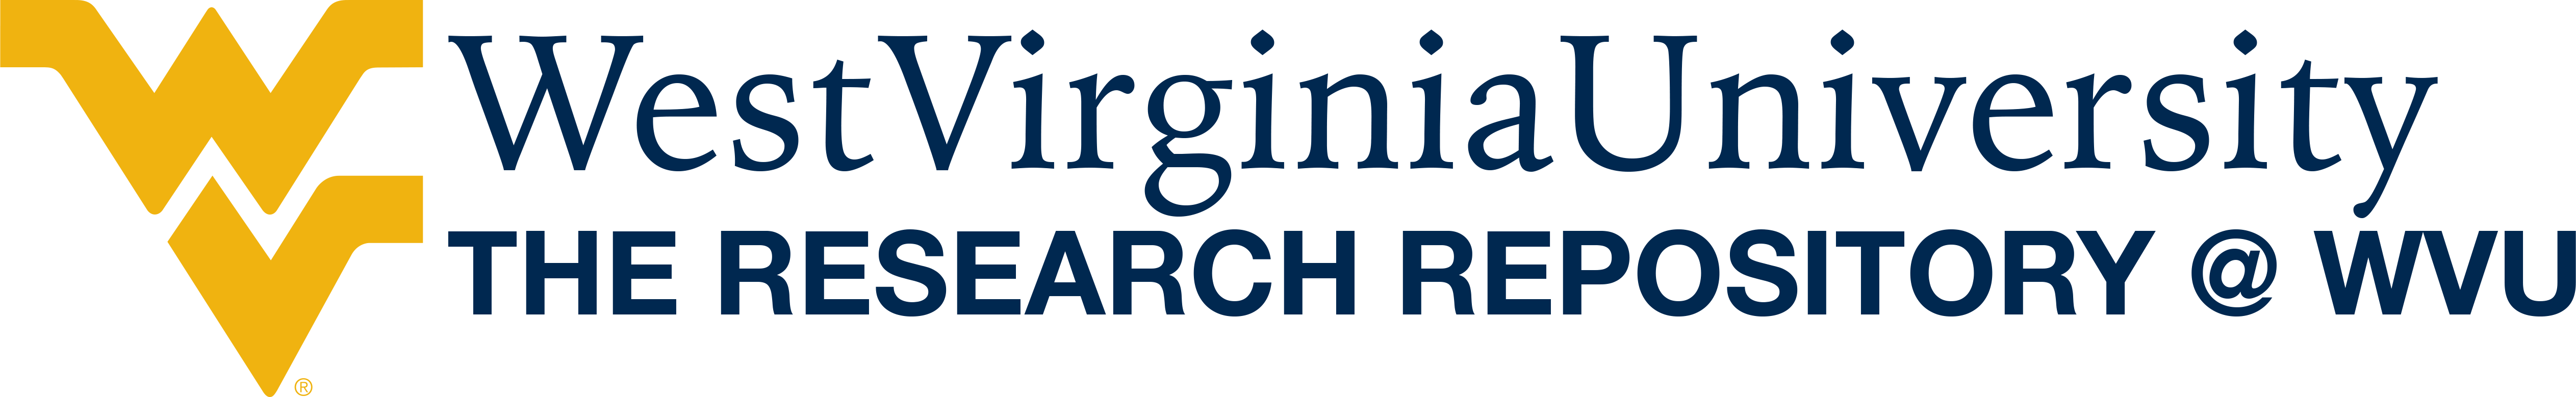 WestVirginiaUniversity
THE RESEARCH REPOSITORY @ WVU
®